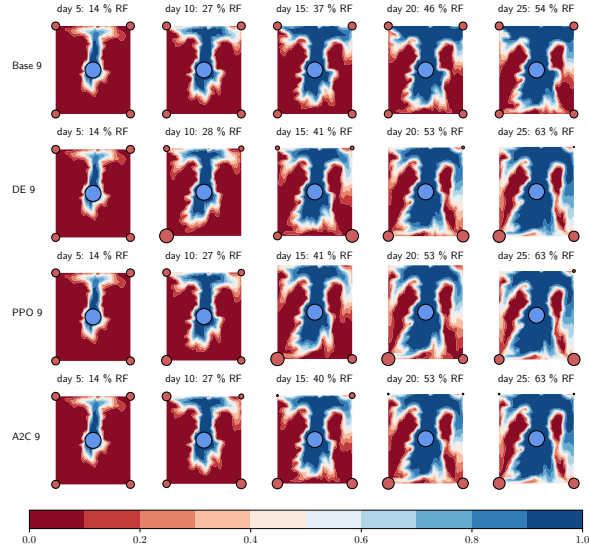 day 5: 14 % RF day 10: 27 % RF day 15: 37 % RF day 20: 46 % RF day 25: 54 % RF
Base 9
day 5: 14 % RF day 10: 28 % RF day 15: 41 % RF day 20: 53 % RF day 25: 63 % RF
DE 9
day 5: 14 % RF day 10: 27 % RF day 15: 41 % RF day 20: 53 % RF day 25: 63 % RF
PPO 9
day 5: 14 % RF day 10: 27 % RF day 15: 40 % RF day 20: 53 % RF day 25: 63 % RF
A2C 9
0.0 0.2 0.4 0.6 0.8 1.0